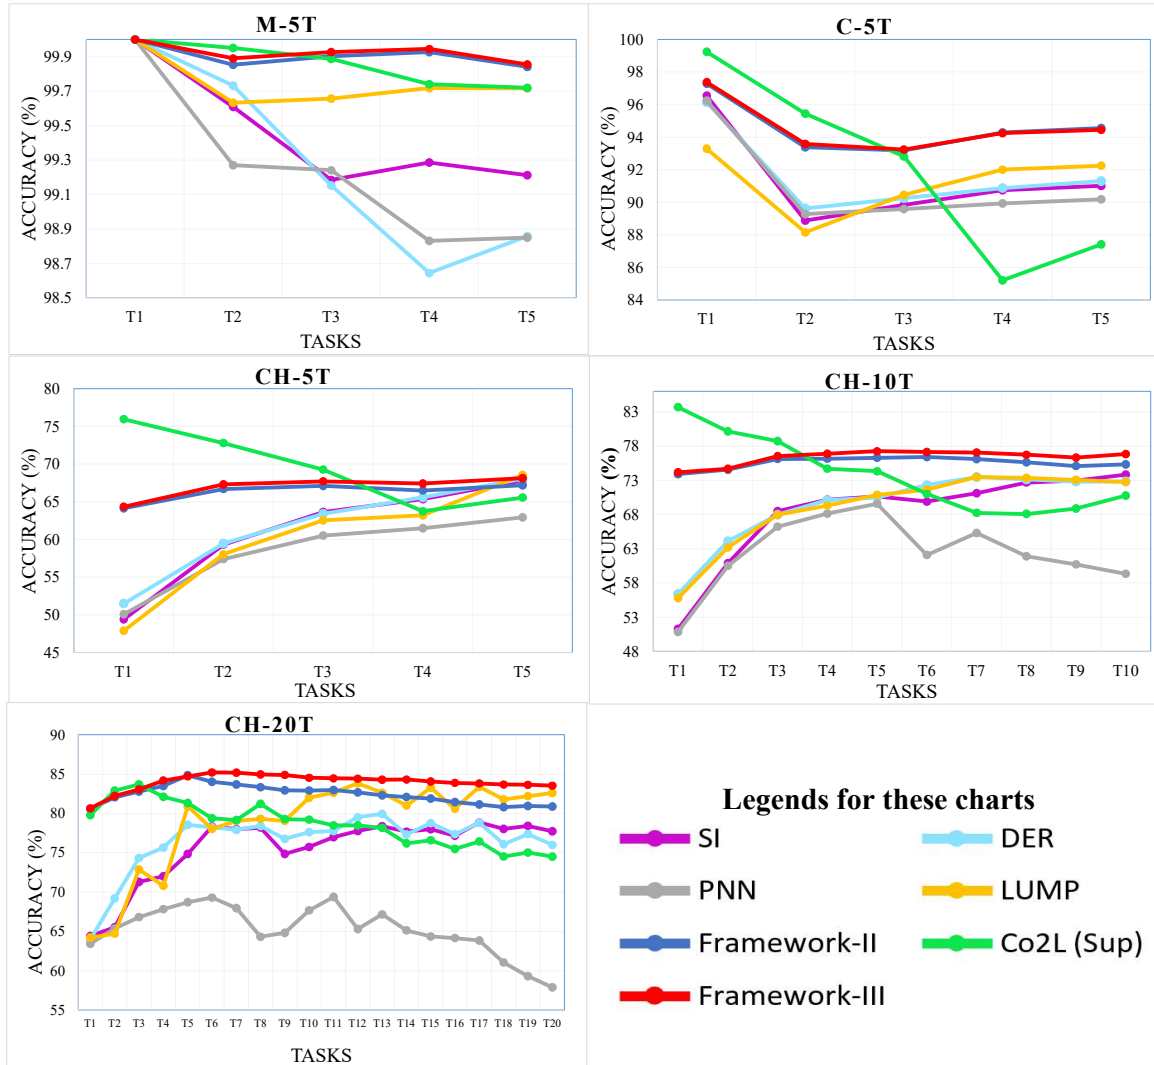 M-5T
ACCURACY (%)
99.9
99.7
99.5
99.3
99.1
98.9
98.7
98.5
T1 T2 T3 T4 T5
TASKS
C-5T
ACCURACY (%)
100
98
96
94
92
90
88
86
84
T1 T2 T3 T4 T5
TASKS
CH-5T
ACCURACY (%)
80
75
70
65
60
55
50
45
T1 T2 T3 T4 T5
TASKS
CH-10T
ACCURACY (%)
83
78
73
68
63
58
53
48
T1 T2 T3 T4 T5 T6 T7 T8 T9 T10
TASKS
CH-20T
ACCURACY (%)
90
85
80
75
70
65
60
55
T1 T2 T3 T4 T5 T6 T7 T8 T9 T10 T11 T12 T13 T14 T15 T16 T17 T18 T19 T20
TASKS
Legends for these charts
SI DER
PNN LUMP
Framework-II Co2L (Sup)
Framework-III